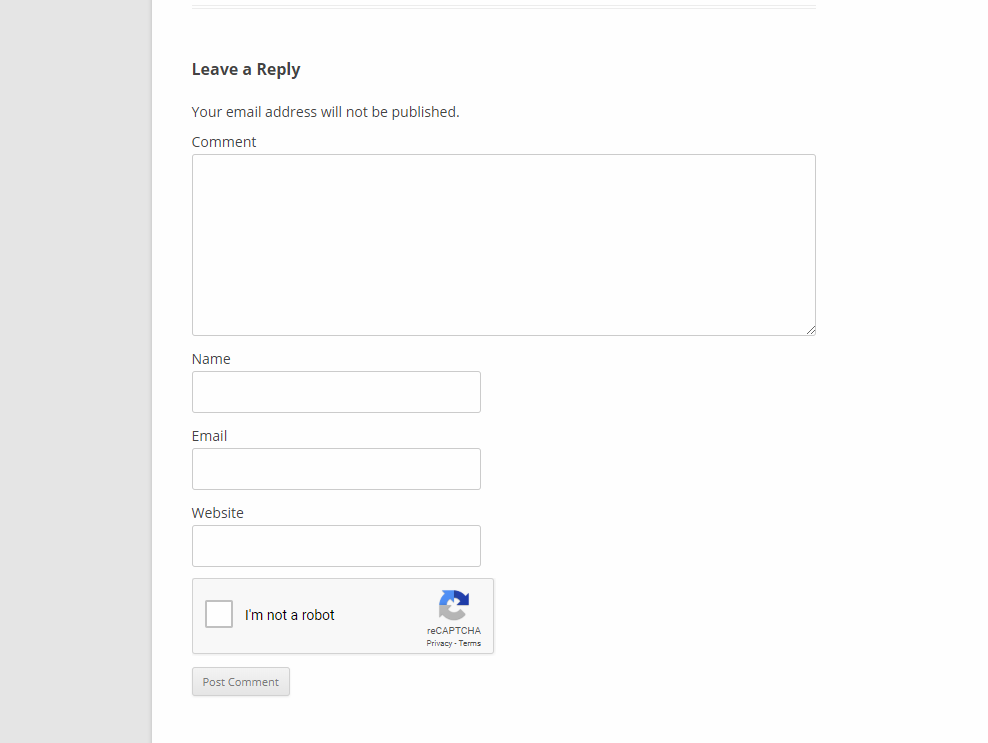 Leave a Reply
Your email address will not be published.
Comment
Name
Email
Website
I'm not a robot
reCAPTCHA
Privacy - Terms
Post Comment